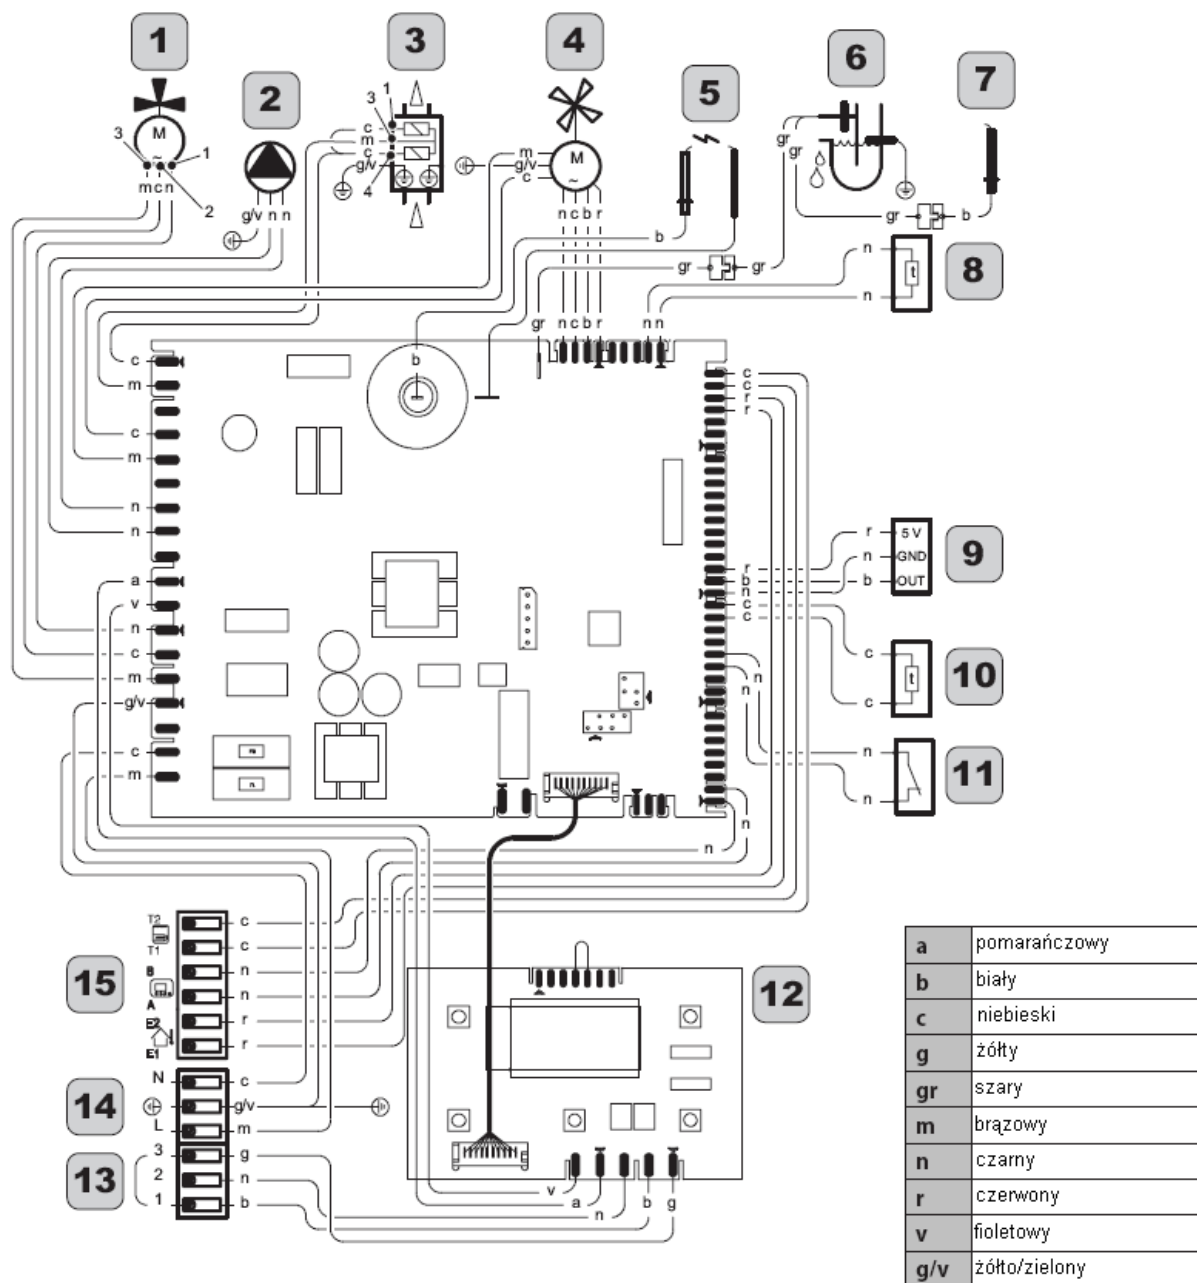 1
2
3
4
5
6
7
3
M
~
1
m c n
2
g/v n n
1
3
c
m
c
g/v
4
m
g/v
c
M
~
n c b r
b
gr
gr
gr
b
gr
gr
n
t
n
8
gr
n c b r
n n
b
c
m
c
m
n
n
a
v
n
c
m
g/v
c
m
c
c
r
r
r
b
n
c
c
n
n
n
n
r
n
b
5 V
GND
OUT
9
c
t
c
10
n
n
11
T2
T1
B
A
E2
E1
c
c
n
n
r
r
15
N
L
c
g/v
m
14
3
2
1
g
n
b
13
12
v
a
n
b
g
a pomarańczowy
b biały
c niebieski
g żółty
gr szary
m brązowy
n czarny
r czerwony
v fioletowy
g/v żółto/zielony